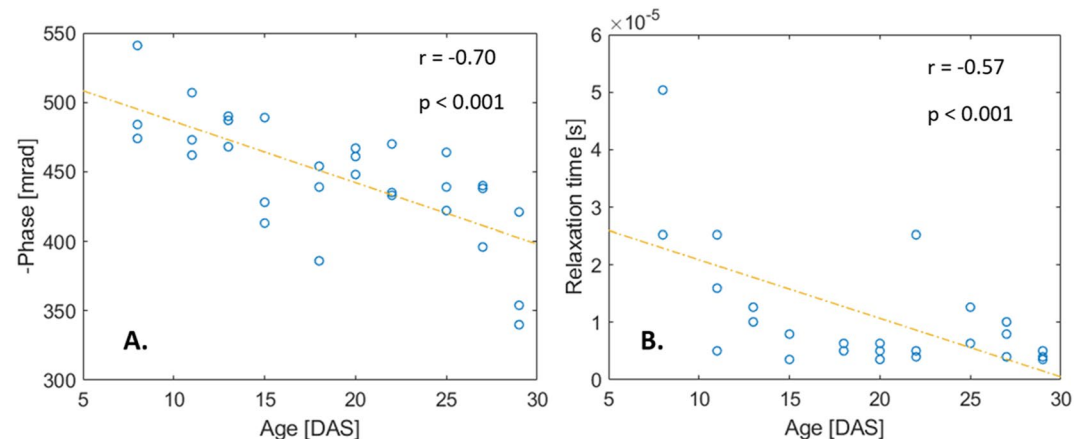 550
500
450
400
350
300
-Phase [mrad]
r = -0.70
p < 0.001
A.
5 10 15 20 25 30
Age [DAS]
×10⁻⁵
6
5
4
3
2
1
0
Relaxation time [s]
r = -0.57
p < 0.001
B.
5 10 15 20 25 30
Age [DAS]